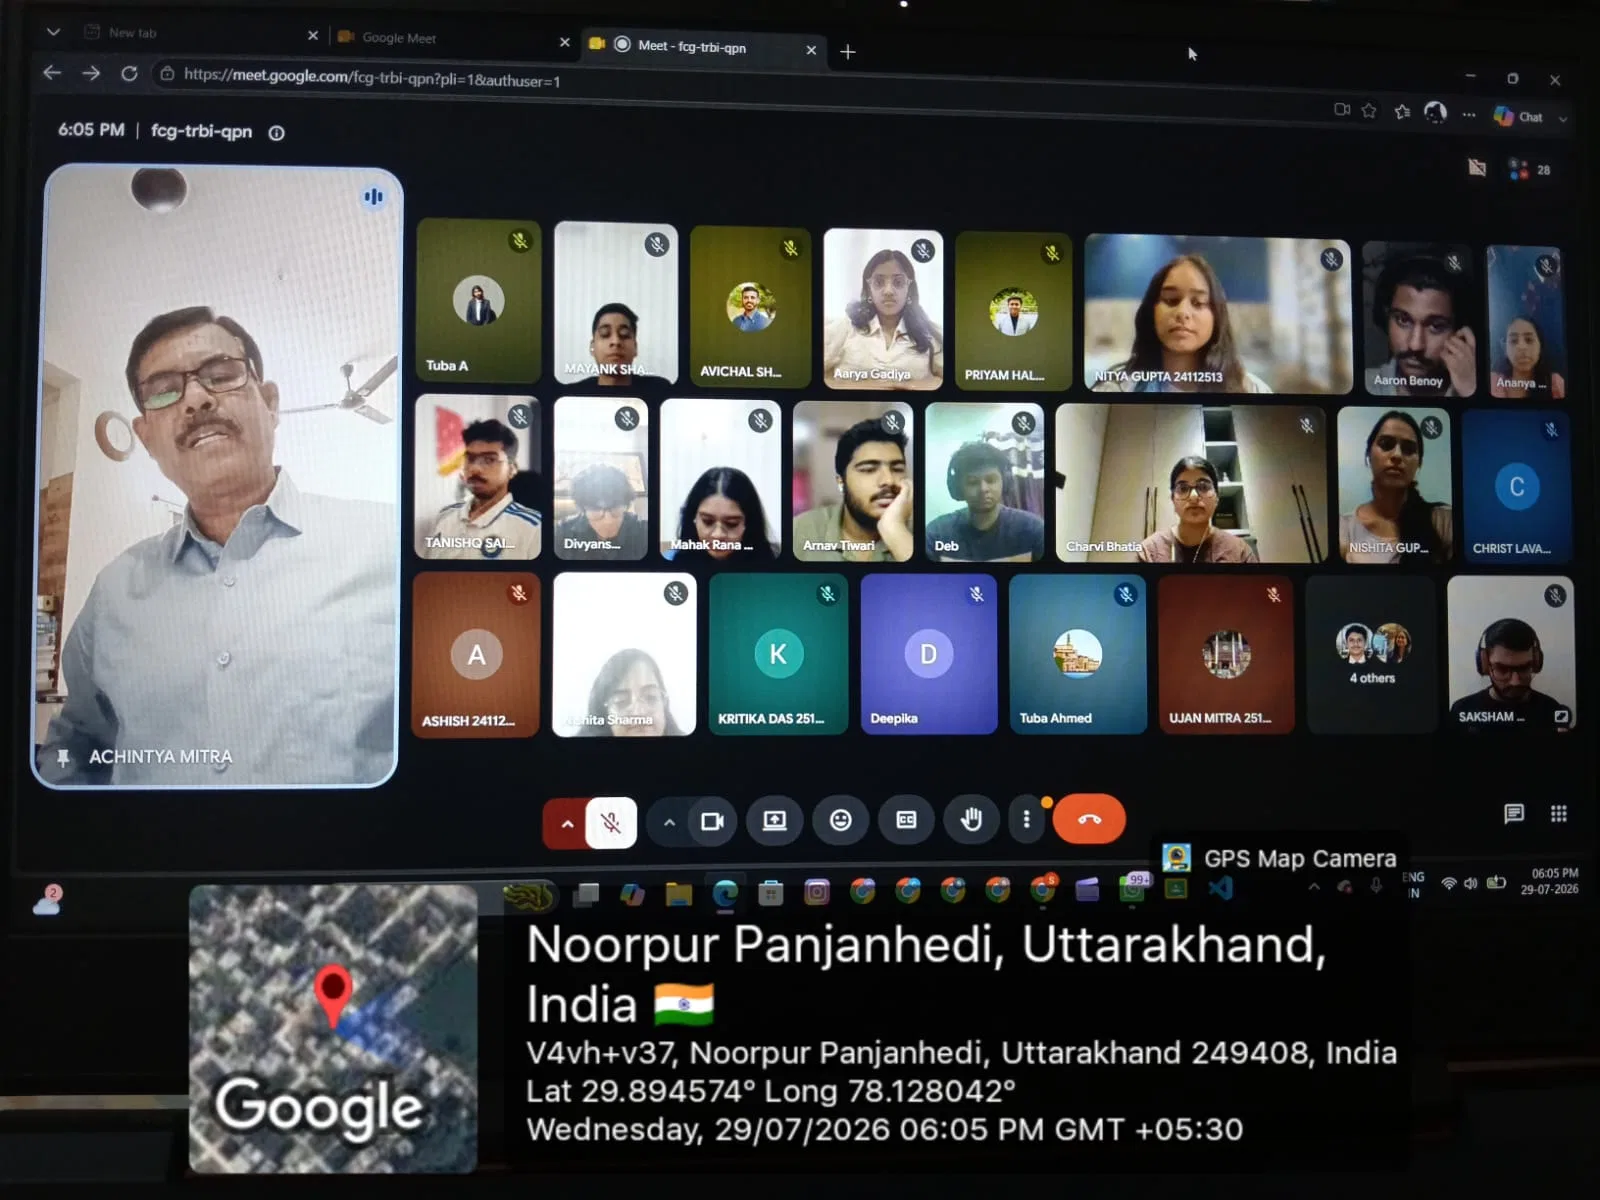 New tab
Google Meet
Meet - fcg-trbi-qpn
https://meet.google.com/fcg-trbi-qpn?pli=1&authuser=1
Chat
6:05 PM | fcg-trbi-qpn
28
Tuba A
MAYANK SHA...
AVICHAL SH...
Aarya Gadiya
PRIYAM HAL...
NITYA GUPTA 24112513
Aaron Benoy
Ananya ...
TANISHQ SAI...
Divyans...
Mahak Rana ...
Arnav Tiwari
Deb
Charvi Bhatia
NISHITA GUP...
C
CHRIST LAVA...
A
ASHISH 24112...
Sharma
K
KRITIKA DAS 251...
D
Deepika
Tuba Ahmed
UJAN MITRA 251...
4 others
SAKSHAM ...
ACHINTYA MITRA
CC
GPS Map Camera
2
S
99+
ENG
IN
06:05 PM
29-07-2026
Google
Noorpur Panjanhedi, Uttarakhand,
India
V4vh+v37, Noorpur Panjanhedi, Uttarakhand 249408, India
Lat 29.894574° Long 78.128042°
Wednesday, 29/07/2026 06:05 PM GMT +05:30